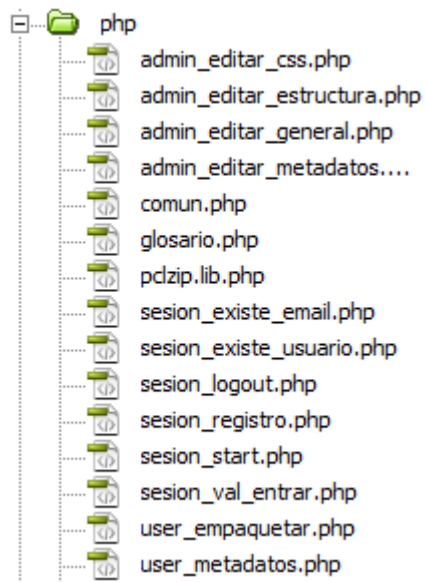 php
admin_editar_css.php
admin_editar_estructura.php
admin_editar_general.php
admin_editar_metadatos....
comun.php
glosario.php
pclzip.lib.php
sesion_existe_email.php
sesion_existe_usuario.php
sesion_logout.php
sesion_registro.php
sesion_start.php
sesion_val_entrar.php
user_empaquetar.php
user_metadatos.php